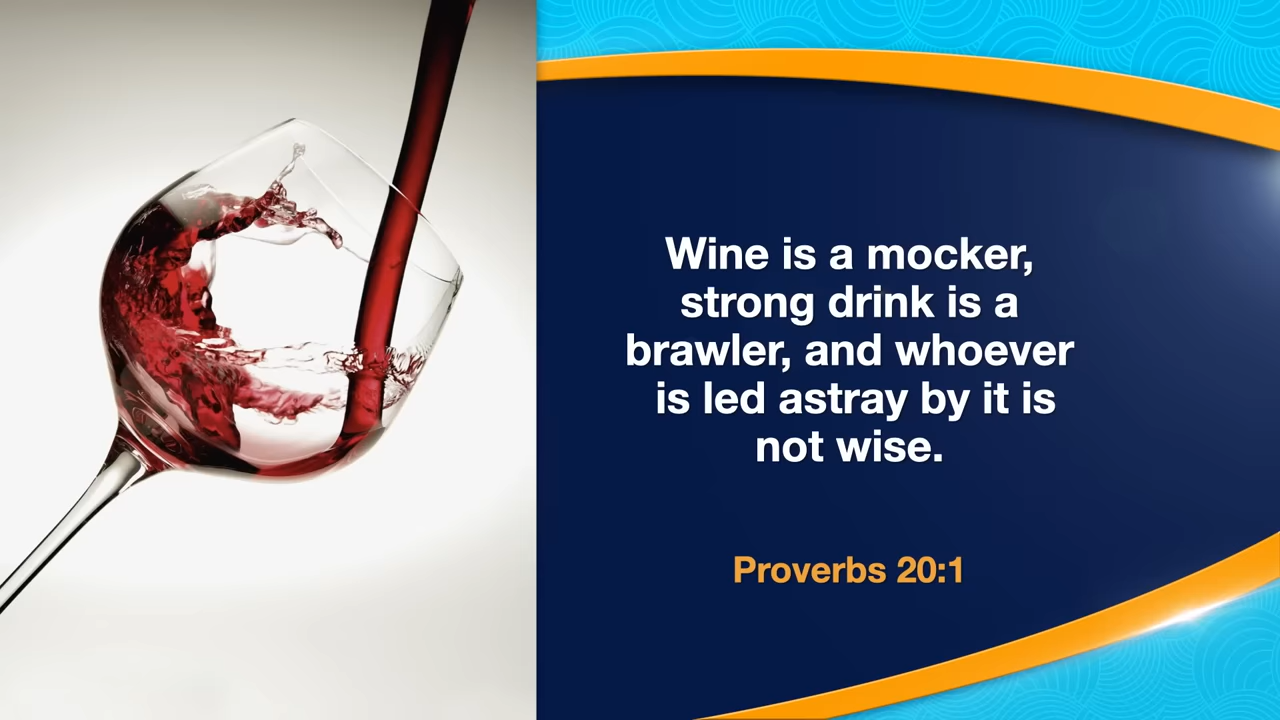 Wine is a mocker,
strong drink is a
brawler, and whoever
is led astray by it is
not wise.
Proverbs 20:1